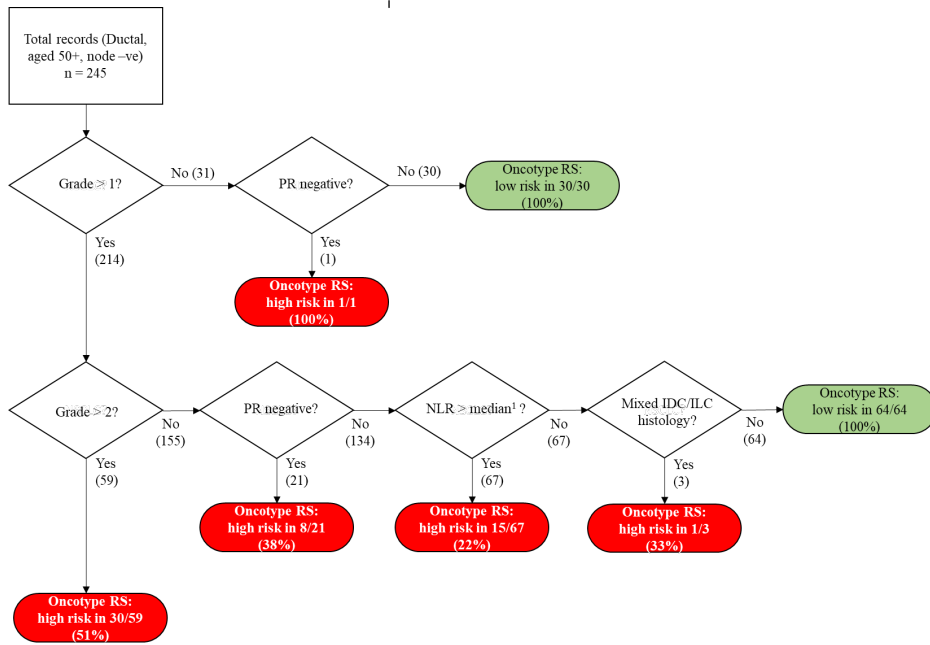 Total records (Ductal,
aged 50+, node –ve)
n = 245
Grade > 1?
No (31)
PR negative?
No (30)
Oncotype RS:
low risk in 30/30
(100%)
Yes
(214)
Yes
(1)
Oncotype RS:
high risk in 1/1
(100%)
Grade > 2?
No
(155)
PR negative?
No
(134)
NLR ≥ median¹ ?
No
(67)
Mixed IDC/ILC
histology?
No
(64)
Oncotype RS:
low risk in 64/64
(100%)
Yes
(59)
Yes
(21)
Yes
(67)
Yes
(3)
Oncotype RS:
high risk in 8/21
(38%)
Oncotype RS:
high risk in 15/67
(22%)
Oncotype RS:
high risk in 1/3
(33%)
Oncotype RS:
high risk in 30/59
(51%)